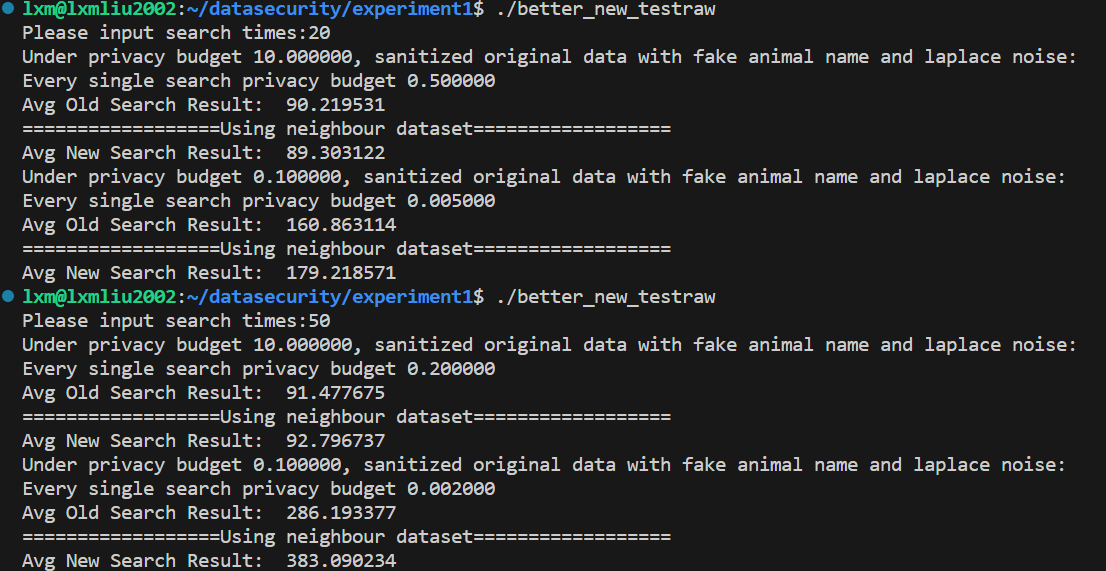 lxm@lxmliu2002:~/datasecurity/experiment1$ ./better_new_testraw
Please input search times:20
Under privacy budget 10.000000, sanitized original data with fake animal name and laplace noise:
Every single search privacy budget 0.500000
Avg Old Search Result:  90.219531
==================Using neighbour dataset==================
Avg New Search Result:  89.303122
Under privacy budget 0.100000, sanitized original data with fake animal name and laplace noise:
Every single search privacy budget 0.005000
Avg Old Search Result:  160.863114
==================Using neighbour dataset==================
Avg New Search Result:  179.218571
lxm@lxmliu2002:~/datasecurity/experiment1$ ./better_new_testraw
Please input search times:50
Under privacy budget 10.000000, sanitized original data with fake animal name and laplace noise:
Every single search privacy budget 0.200000
Avg Old Search Result:  91.477675
==================Using neighbour dataset==================
Avg New Search Result:  92.796737
Under privacy budget 0.100000, sanitized original data with fake animal name and laplace noise:
Every single search privacy budget 0.002000
Avg Old Search Result:  286.193377
==================Using neighbour dataset==================
Avg New Search Result:  383.090234